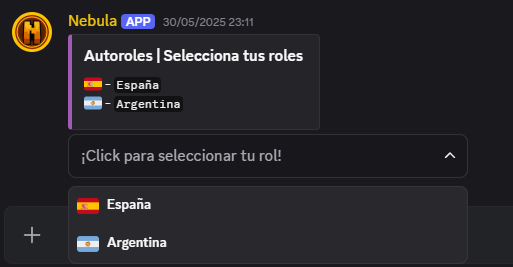 Nebula APP 30/05/2025 23:11
Autoroles | Selecciona tus roles
🇪🇸 - España
🇦🇷 - Argentina
¡Click para seleccionar tu rol!
España
Argentina